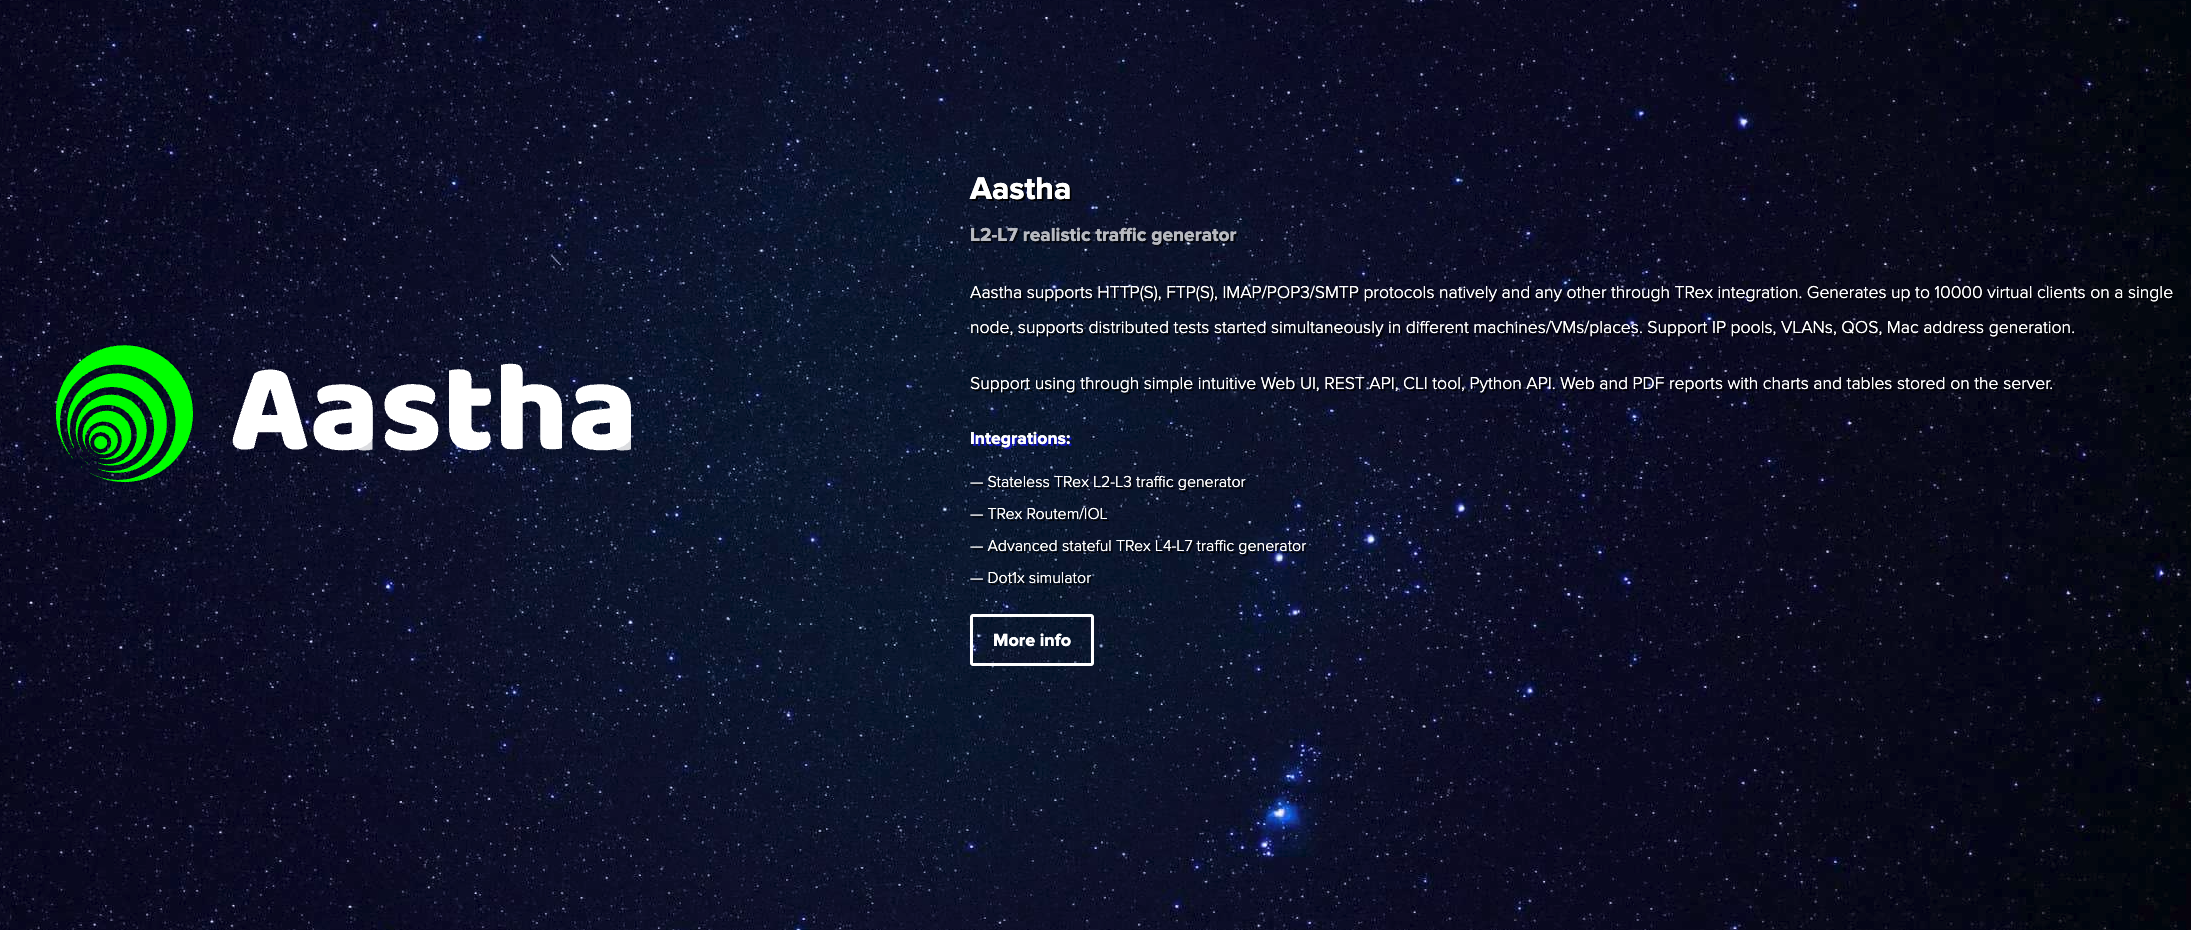 Aastha
Aastha
L2-L7 realistic traffic generator
Aastha supports HTTP(S), FTP(S), IMAP/POP3/SMTP protocols natively and any other through TRex integration. Generates up to 10000 virtual clients on a single
node, supports distributed tests started simultaneously in different machines/VMs/places. Support IP pools, VLANs, QOS, Mac address generation.
Support using through simple intuitive Web UI, REST API, CLI tool, Python API. Web and PDF reports with charts and tables stored on the server.
Integrations:
— Stateless TRex L2-L3 traffic generator
— TRex Routem/IOL
— Advanced stateful TRex L4-L7 traffic generator
— Dot1x simulator
More info